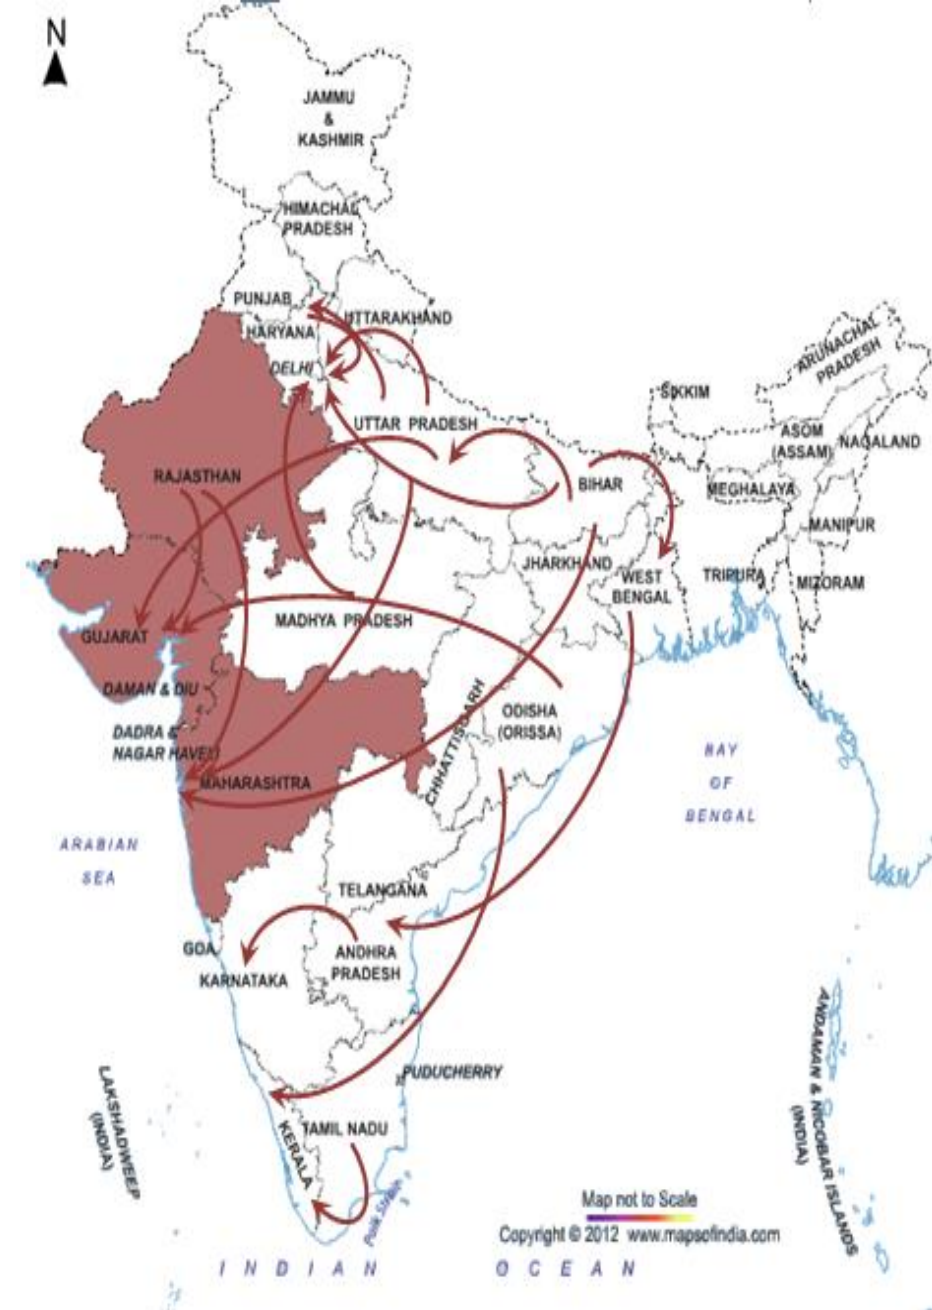 N
JAMMU
&
KASHMIR
HIMACHAL
PRADESH
PUNJAB
UTTARAKHAND
HARYANA
DELHI
ARUNACHAL
PRADESH
SIKKIM
UTTAR PRADESH
ASOM
(ASSAM)
NAGALAND
RAJASTHAN
BIHAR
MEGHALAYA
MANIPUR
JHARKHAND
WEST
BENGAL
TRIPURA
MIZORAM
MADHYA PRADESH
GUJARAT
DAMAN & DIU
ODISHA
(ORISSA)
DADRA &
NAGAR HAVELI
CHHATTISGARH
MAHARASHTRA
BAY
OF
BENGAL
ARABIAN
SEA
TELANGANA
GOA
ANDHRA
PRADESH
KARNATAKA
PUDUCHERRY
LAKSHADWEEP
(INDIA)
KERALA
TAMIL NADU
ANDAMAN & NICOBAR ISLANDS
(INDIA)
Palk Strait
Map not to Scale
Copyright © 2012 www.mapsofindia.com
INDIAN OCEAN